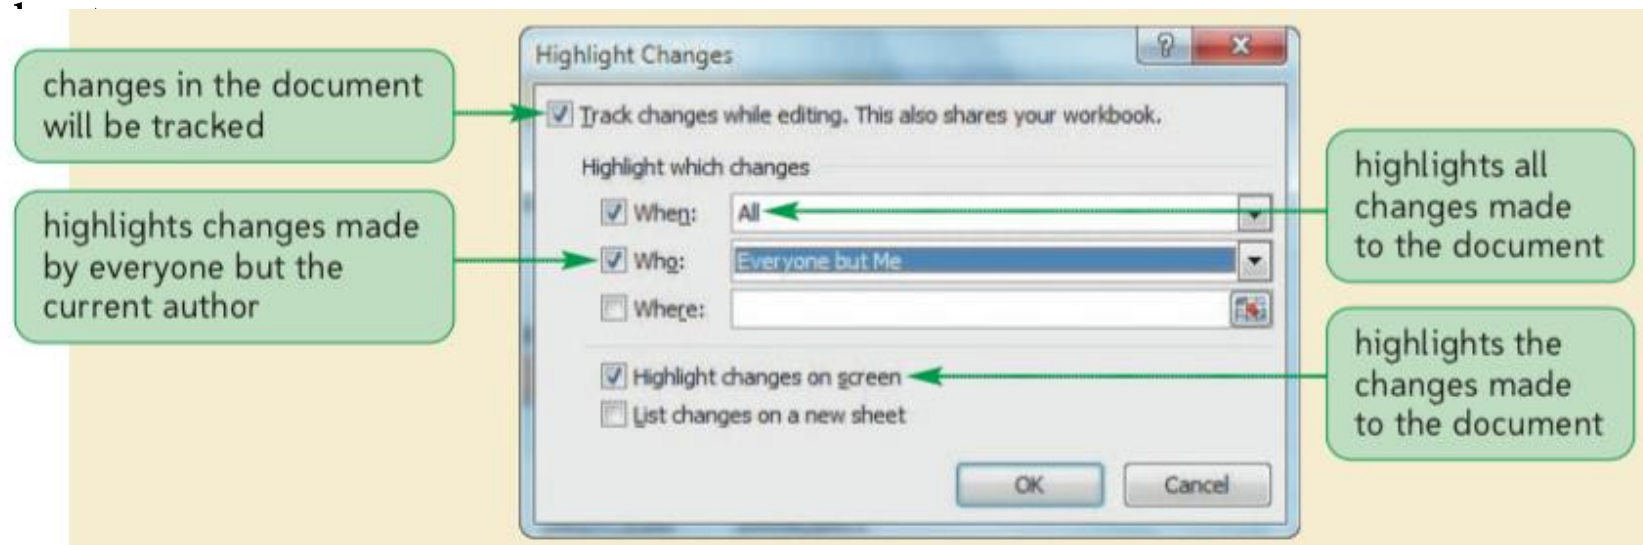 Highlight Changes
changes in the document
will be tracked
Track changes while editing. This also shares your workbook.
Highlight which changes
When: All
highlights all
changes made
to the document
highlights changes made
by everyone but the
current author
Who: Everyone but Me
Where:
Highlight changes on screen
highlights the
changes made
to the document
List changes on a new sheet
OK
Cancel